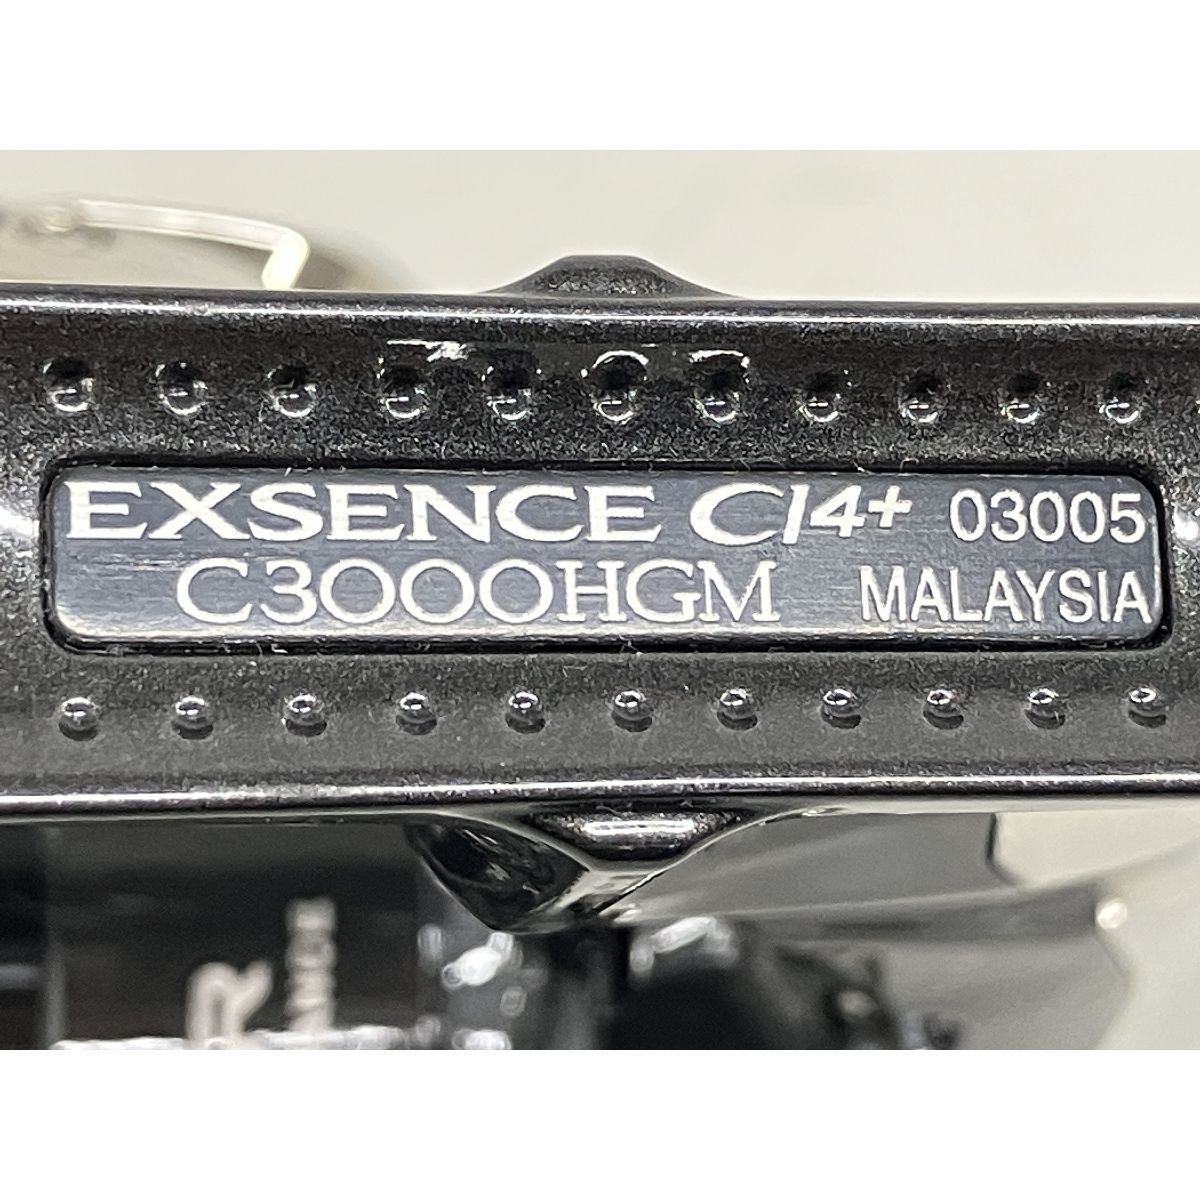 EXSENCE CI4+ 03005
C3000HGM MALAYSIA